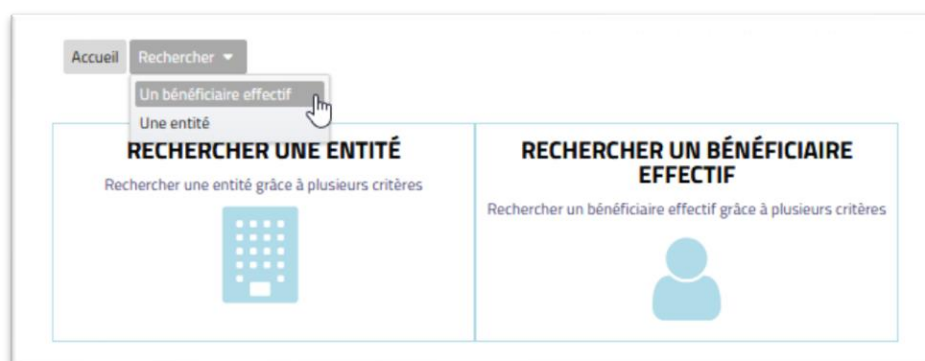 Accueil Rechercher
Un bénéficiaire effectif
Une entité
RECHERCHER UNE ENTITÉ
Rechercher une entité grâce à plusieurs critères
RECHERCHER UN BÉNÉFICIAIRE
EFFECTIF
Rechercher un bénéficiaire effectif grâce à plusieurs critères